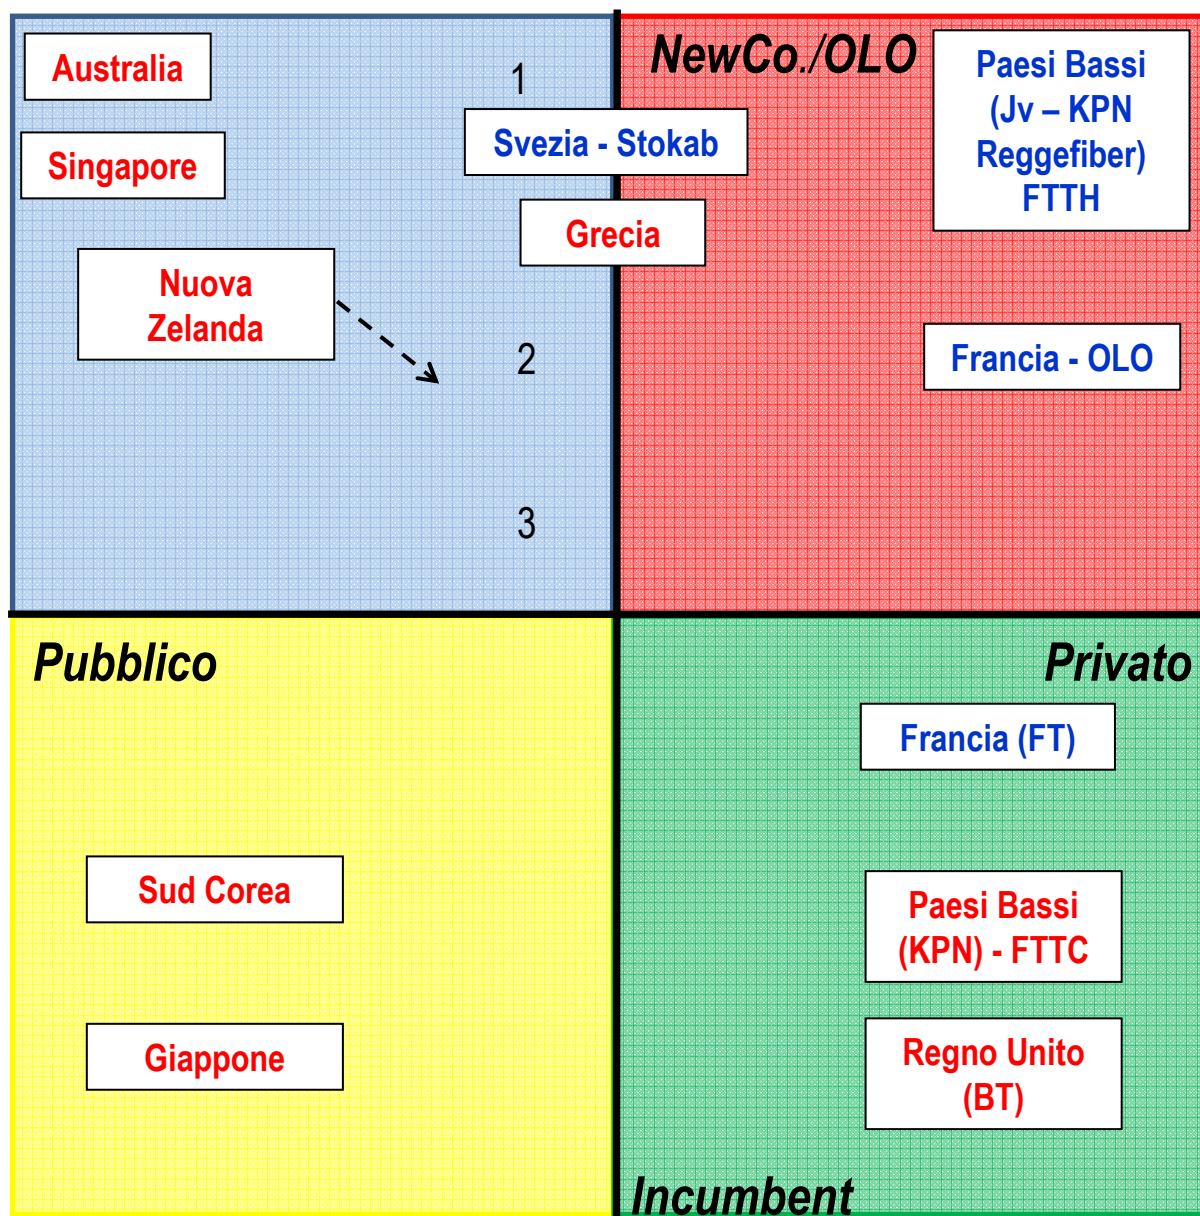 Australia
1
NewCo./OLO
Paesi Bassi
(Jv – KPN
Reggefiber)
FTTH
Svezia - Stokab
Singapore
Grecia
Nuova
Zelanda
2
Francia - OLO
3
Pubblico
Privato
Francia (FT)
Sud Corea
Paesi Bassi
(KPN) - FTTC
Giappone
Regno Unito
(BT)
Incumbent